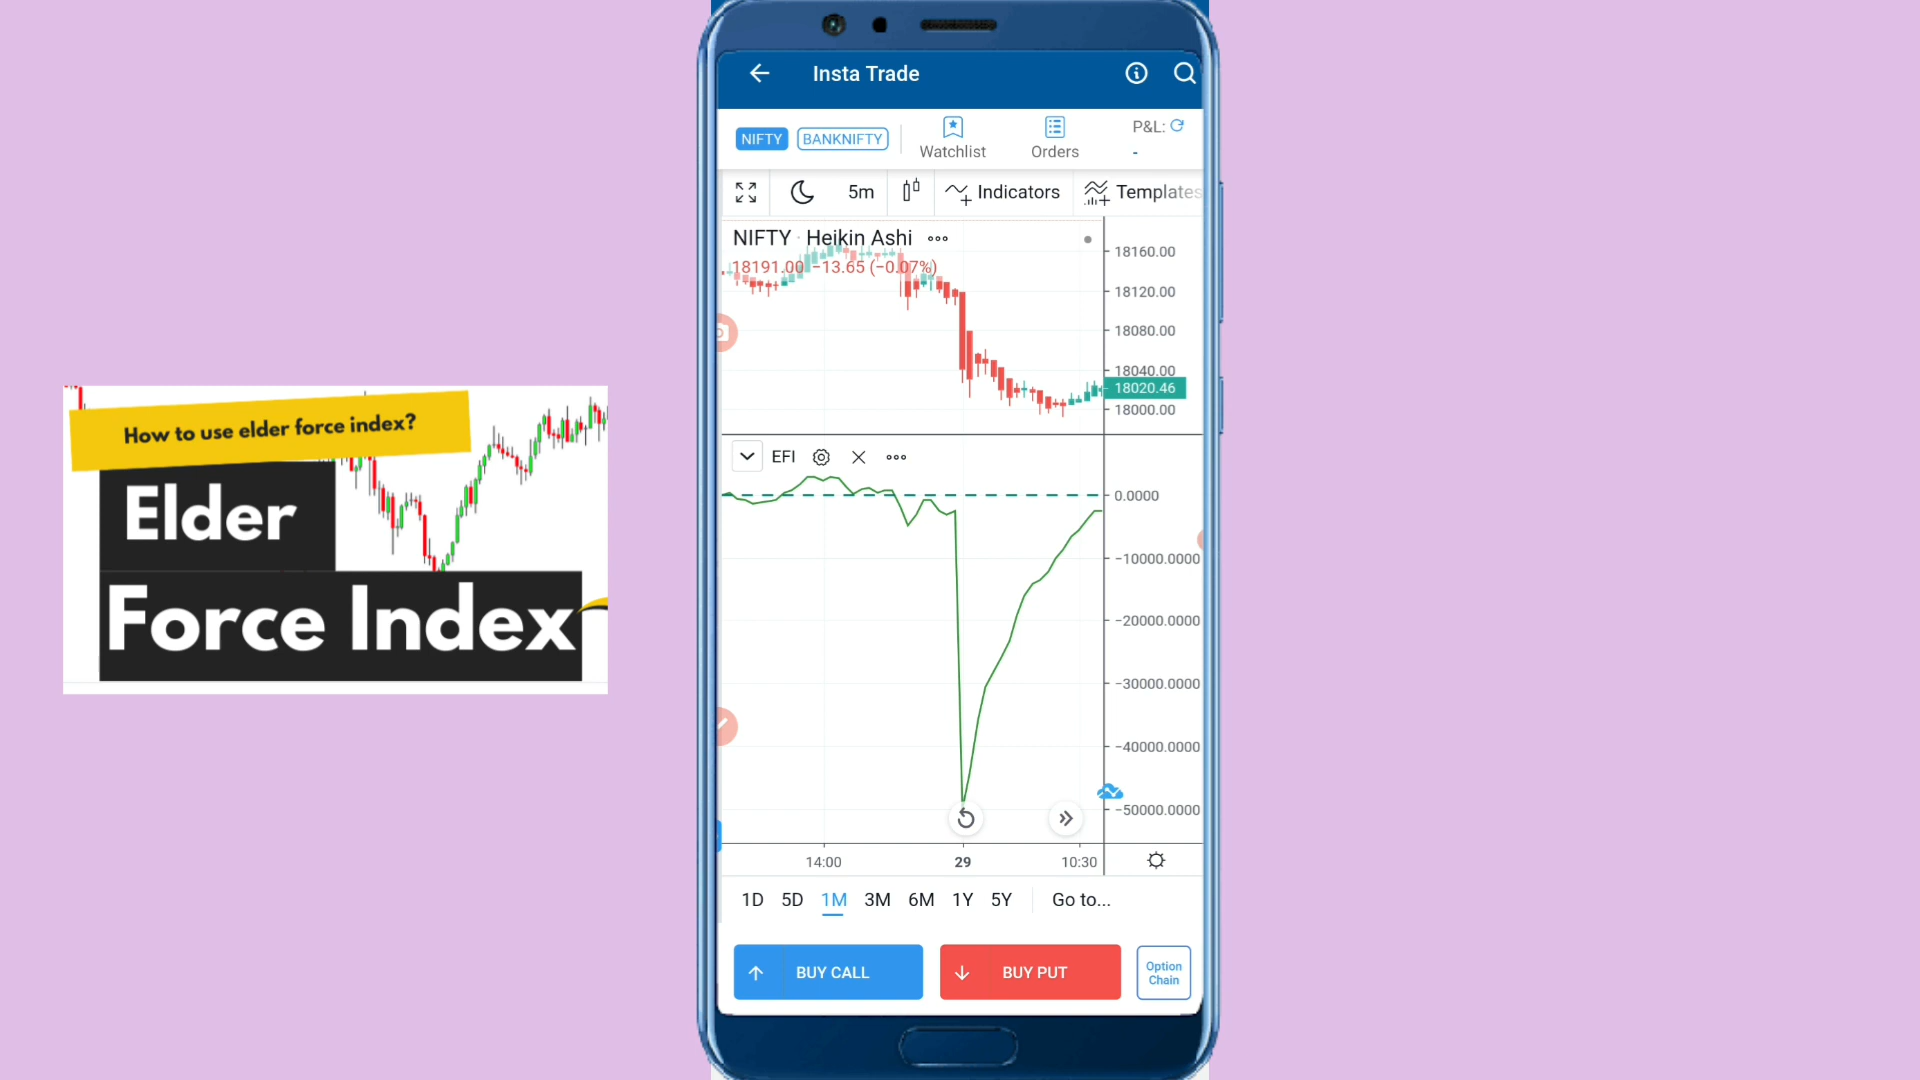 How to use elder force index?
Elder
Force Index
Insta Trade
NIFTY
BANKNIFTY
Watchlist
Orders
P&L:
-
5m
Indicators
Templates
NIFTY · Heikin Ashi
18191.00 −13.65 (−0.07%)
18160.00
18120.00
18080.00
18040.00
18020.46
18000.00
EFI
0.0000
−10000.0000
−20000.0000
−30000.0000
−40000.0000
−50000.0000
14:00
29
10:30
1D 5D 1M 3M 6M 1Y 5Y Go to...
BUY CALL
BUY PUT
Option
Chain